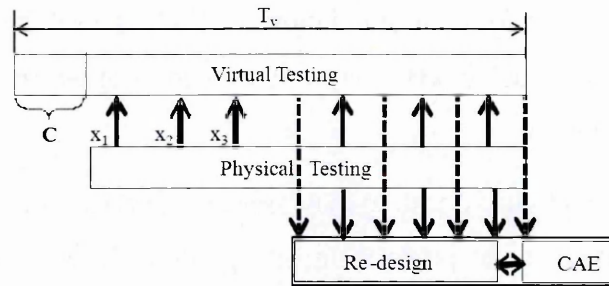 Tv
Virtual Testing
C
x1 x2 x3
Physical Testing
Re-design CAE